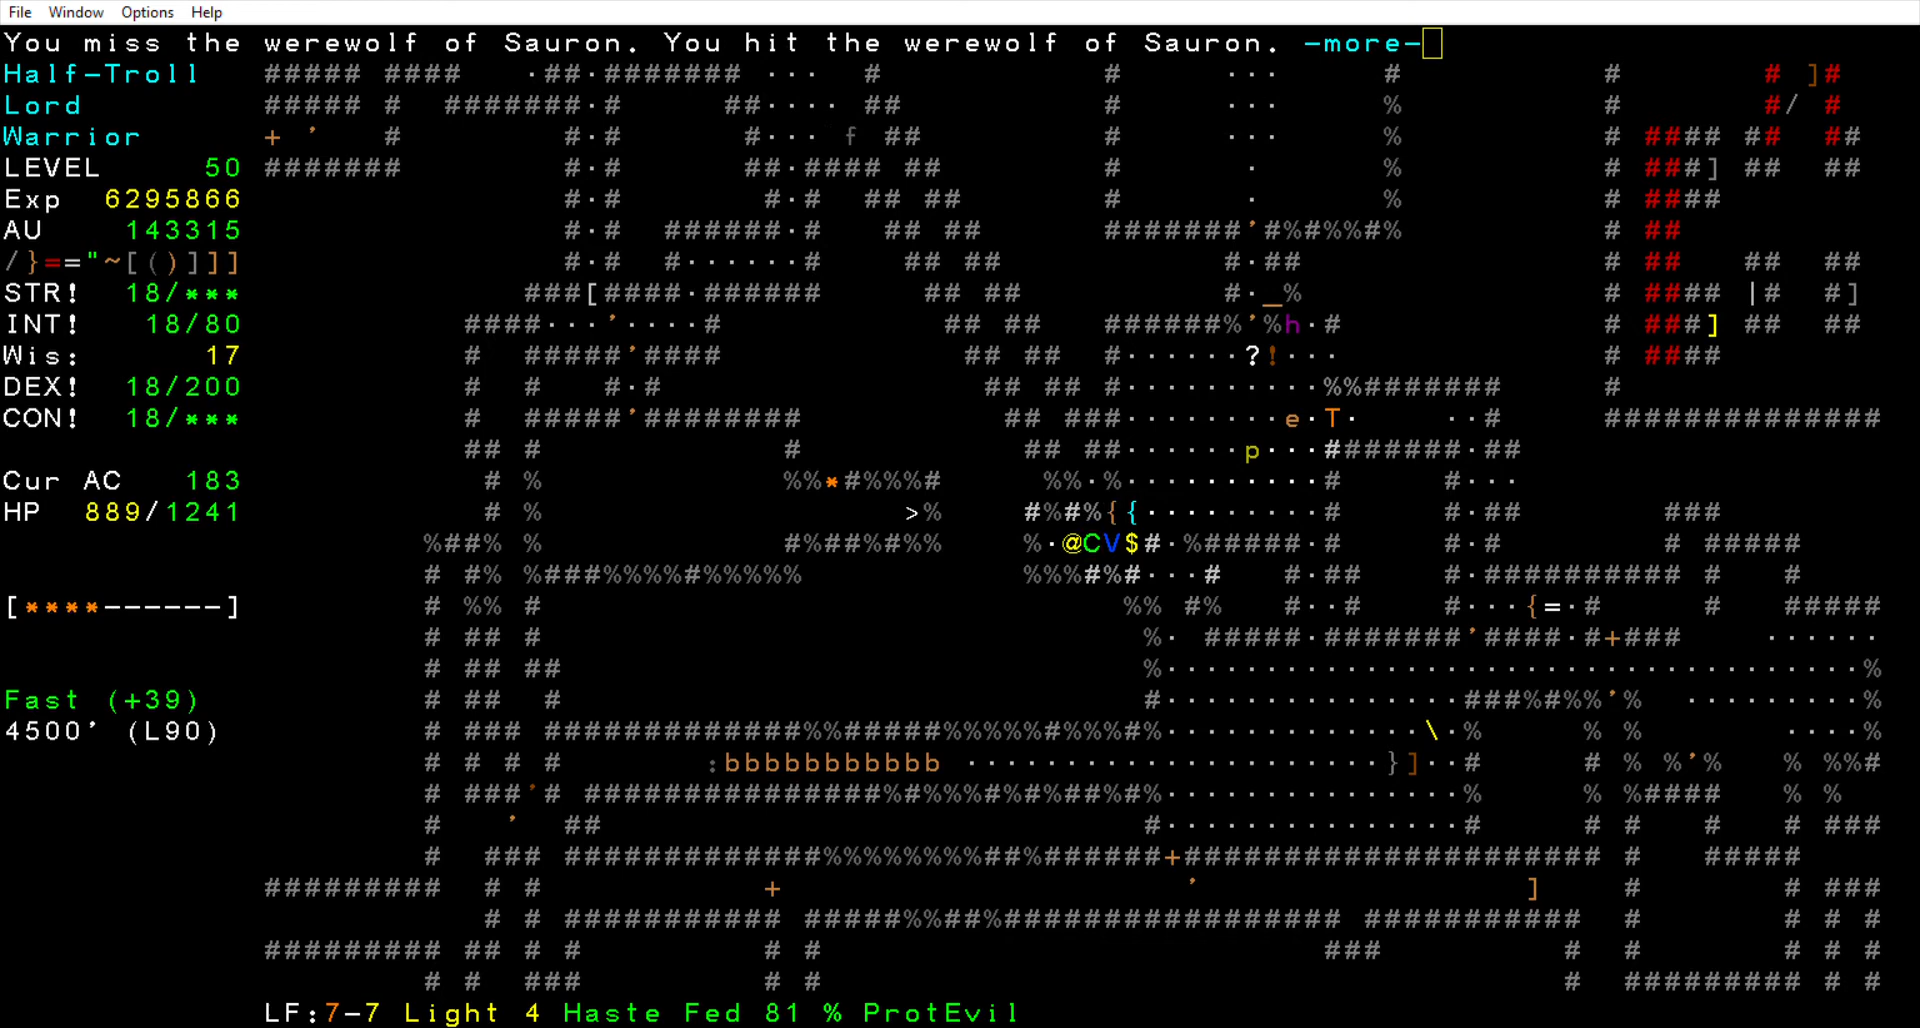 File Window Options Help
You miss the werewolf of Sauron. You hit the werewolf of Sauron. -more-
Half-Troll
Lord
Warrior
LEVEL 50
Exp 6295866
AU 143315
/}=="~[()]]]
STR! 18/***
INT! 18/80
Wis: 17
DEX! 18/200
CON! 18/***
Cur AC 183
HP 889/1241
[****------]
Fast (+39)
4500' (L90)
LF:7-7 Light 4 Haste Fed 81 % ProtEvil